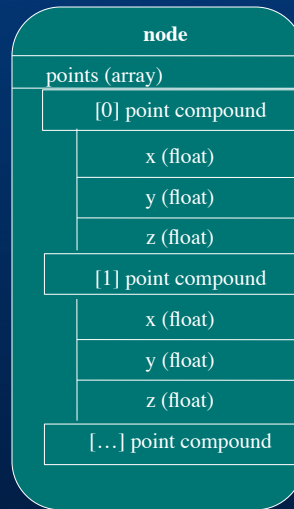 node
points (array)
[0] point compound
x (float)
y (float)
z (float)
[1] point compound
x (float)
y (float)
z (float)
[…] point compound